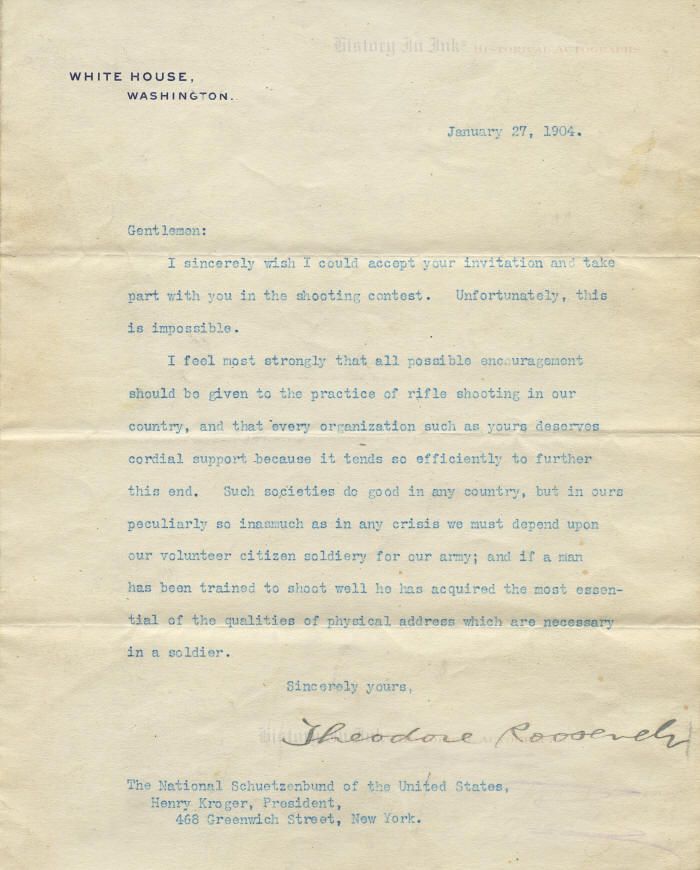 History In Ink® HISTORICAL AUTOGRAPHS
WHITE HOUSE,
WASHINGTON.
January 27, 1904.
Gentlemen:
I sincerely wish I could accept your invitation and take
part with you in the shooting contest. Unfortunately, this
is impossible.
I feel most strongly that all possible encouragement
should be given to the practice of rifle shooting in our
country, and that every organization such as yours deserves
cordial support because it tends so efficiently to further
this end. Such societies do good in any country, but in ours
peculiarly so inasmuch as in any crisis we must depend upon
our volunteer citizen soldiery for our army; and if a man
has been trained to shoot well he has acquired the most essen-
tial of the qualities of physical address which are necessary
in a soldier.
Sincerely yours,
Theodore Roosevelt
The National Schuetzenbund of the United States,
Henry Kroger, President,
468 Greenwich Street, New York.